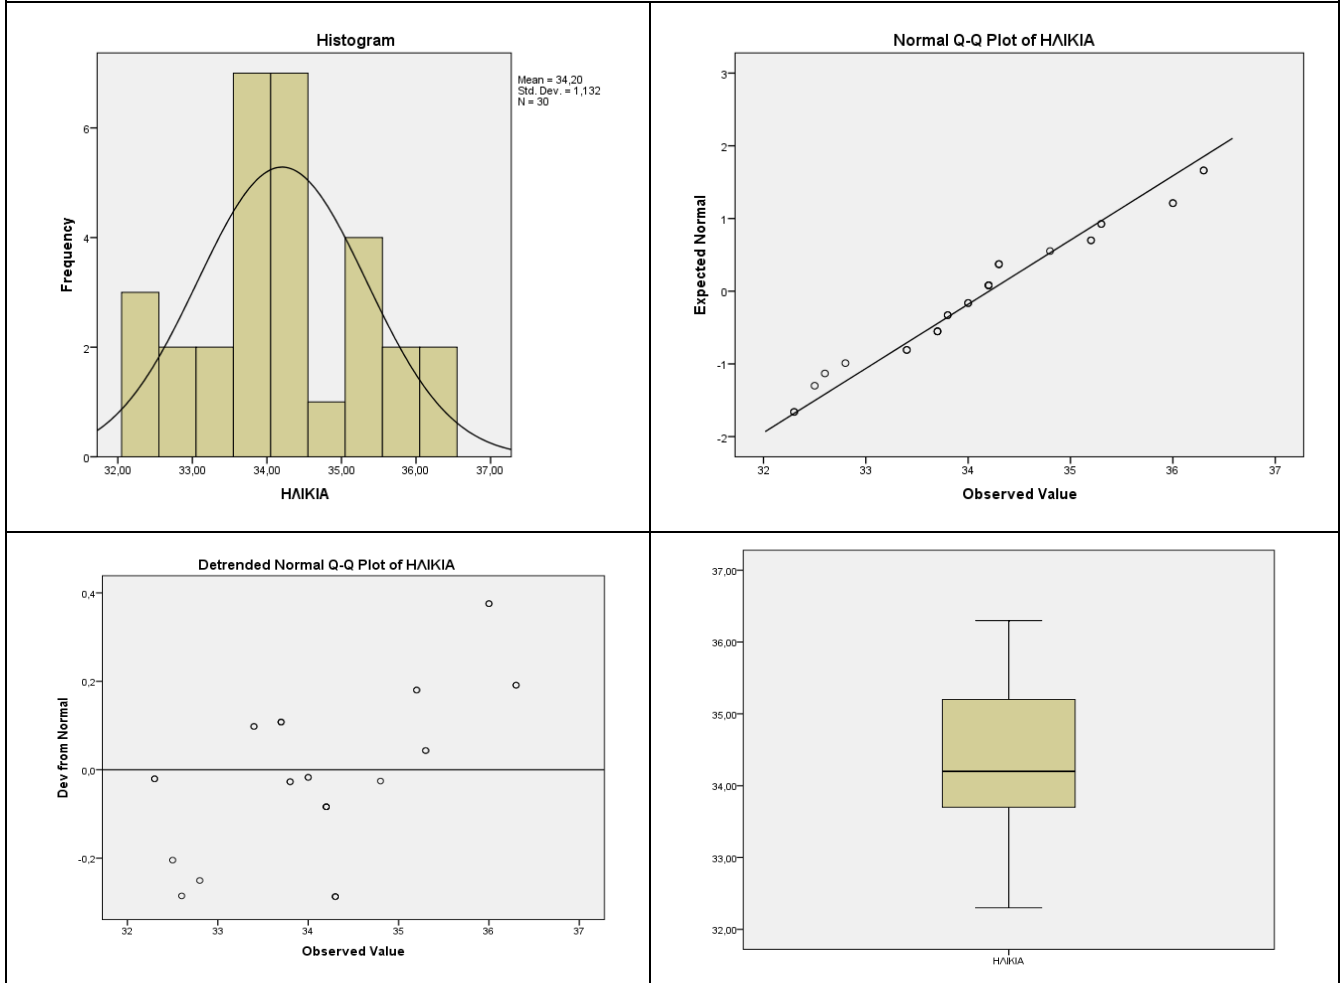 Histogram
Mean = 34,20
Std. Dev. = 1,132
N = 30
Frequency
6
4
2
0
32,00 33,00 34,00 35,00 36,00 37,00
ΗΛΙΚΙΑ
Normal Q-Q Plot of ΗΛΙΚΙΑ
Expected Normal
3
2
1
0
-1
-2
32 33 34 35 36 37
Observed Value
Detrended Normal Q-Q Plot of ΗΛΙΚΙΑ
Dev from Normal
0,4
0,2
0,0
-0,2
32 33 34 35 36 37
Observed Value
37,00
36,00
35,00
34,00
33,00
32,00
ΗΛΙΚΙΑ